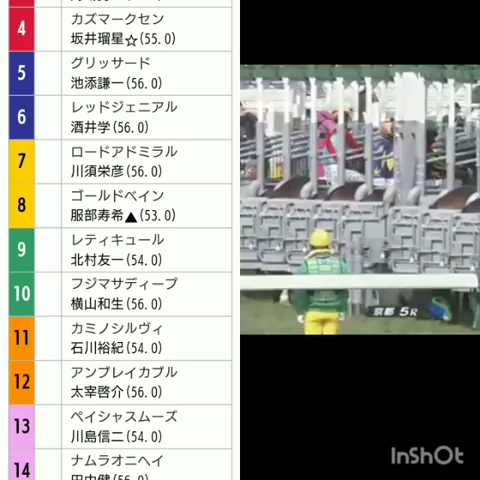 4
カズマークセン
坂井瑠星☆(55.0)
5
グリッサード
池添謙一(56.0)
6
レッドジェニアル
酒井学(56.0)
7
ロードアドミラル
川須栄彦(56.0)
8
ゴールドベイン
服部寿希▲(53.0)
9
レティキュール
北村友一(54.0)
10
フジマサディープ
横山和生(56.0)
11
カミノシルヴィ
石川裕紀(54.0)
12
アンブレイカブル
太宰啓介(56.0)
13
ペイシャスムーズ
川島信二(54.0)
14
ナムラオニヘイ
田中健(56.0)
京都 5R
InShOt